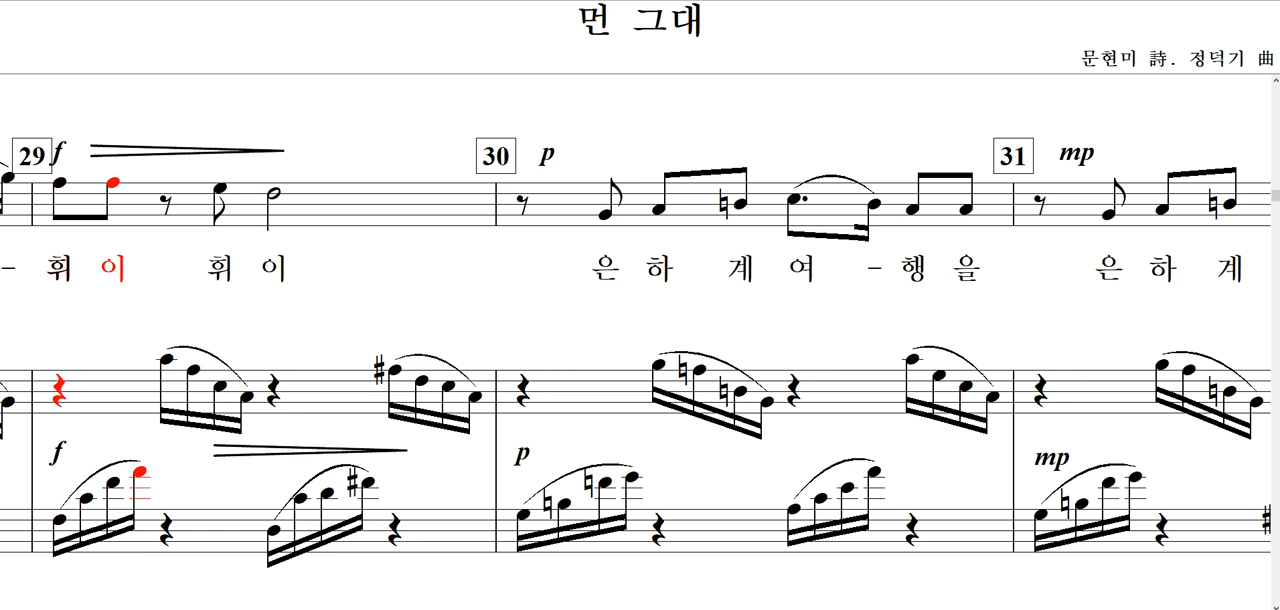 먼 그대
문현미 詩. 정덕기 曲
29 f 30 p 31 mp
- 휘 이 휘 이 은 하 계 여 - 행 을 은 하 계
f p mp